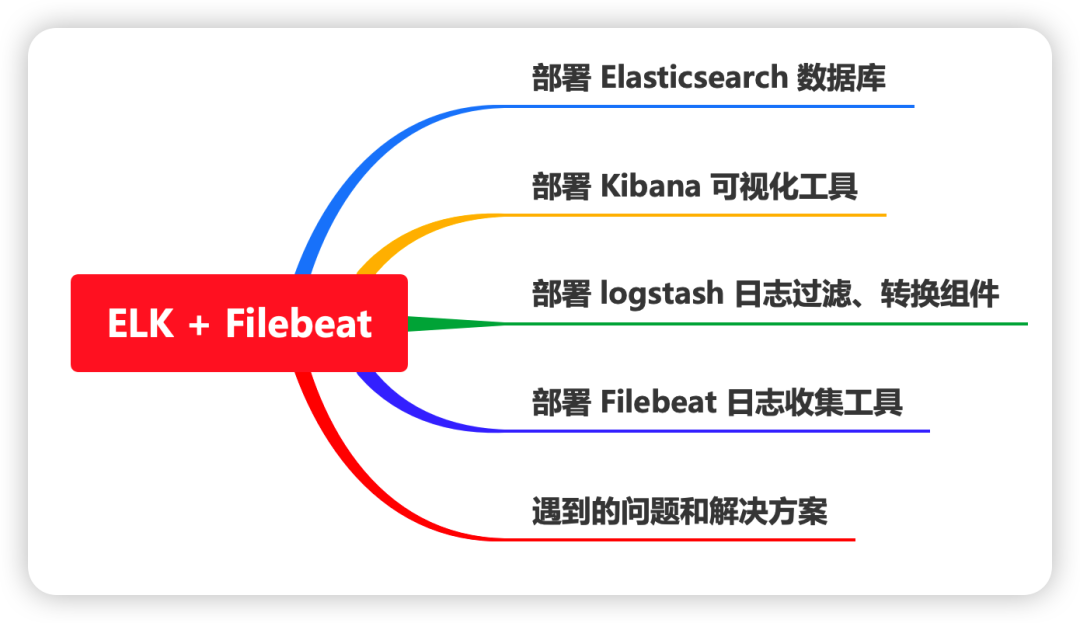 部署 Elasticsearch 数据库
部署 Kibana 可视化工具
ELK + Filebeat
部署 logstash 日志过滤、转换组件
部署 Filebeat 日志收集工具
遇到的问题和解决方案